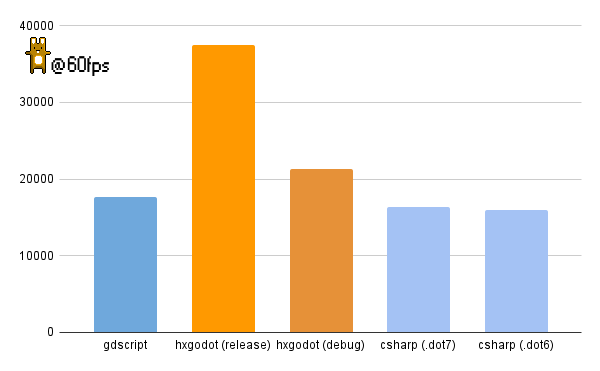 40000
@60fps
30000
20000
10000
0
gdscript
hxgodot (release)
hxgodot (debug)
csharp (.dot7)
csharp (.dot6)